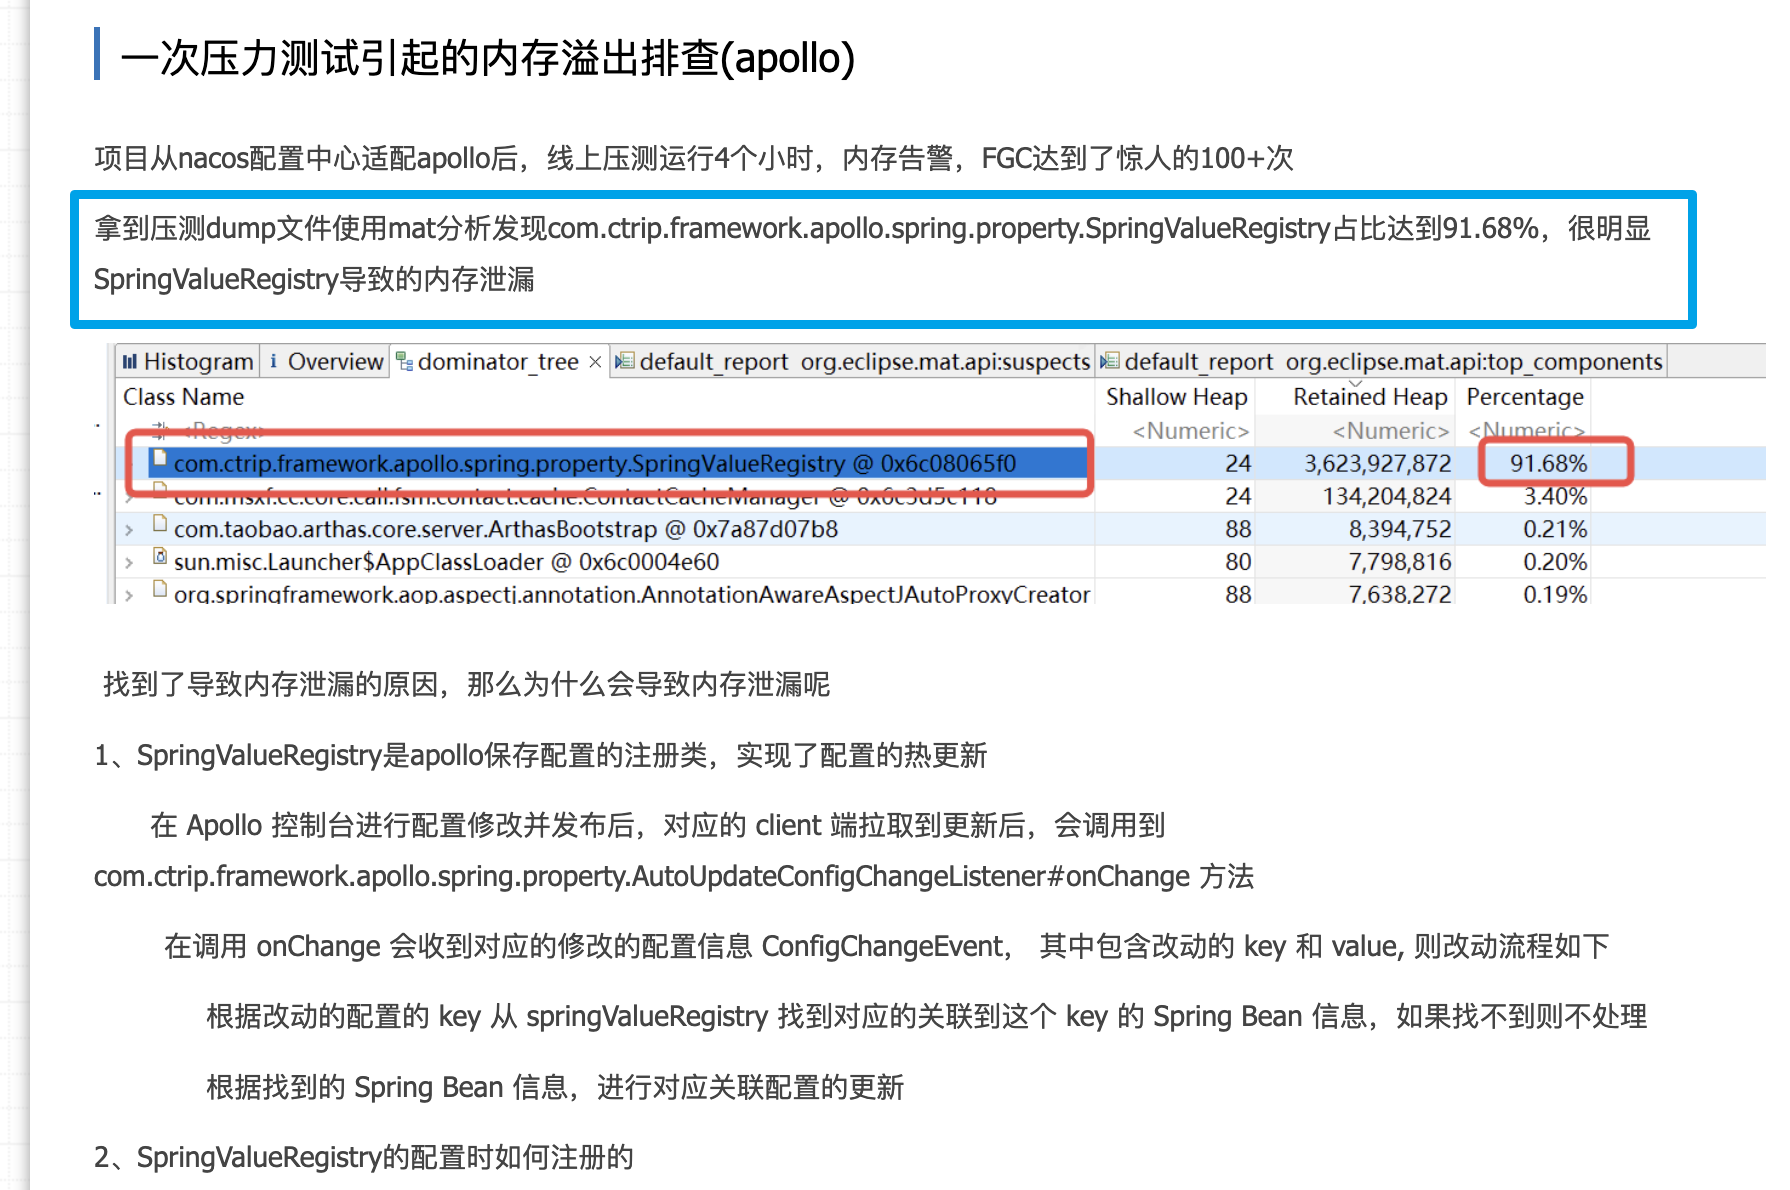 一次压力测试引起的内存溢出排查(apollo)
项目从nacos配置中心适配apollo后，线上压测运行4个小时，内存告警，FGC达到了惊人的100+次
拿到压测dump文件使用mat分析发现com.ctrip.framework.apollo.spring.property.SpringValueRegistry占比达到91.68%，很明显
SpringValueRegistry导致的内存泄漏
Histogram i Overview dominator_tree × default_report org.eclipse.mat.api:suspects default_report org.eclipse.mat.api:top_components
Class Name Shallow Heap Retained Heap Percentage
<Regex> <Numeric> <Numeric> <Numeric>
com.ctrip.framework.apollo.spring.property.SpringValueRegistry @ 0x6c08065f0 24 3,623,927,872 91.68%
com.msxf.cc.core.call.fsm.contact.cache.ContactCacheManager @ 0x6c3d5c118 24 134,204,824 3.40%
com.taobao.arthas.core.server.ArthasBootstrap @ 0x7a87d07b8 88 8,394,752 0.21%
sun.misc.Launcher$AppClassLoader @ 0x6c0004e60 80 7,798,816 0.20%
org.springframework.aop.aspectj.annotation.AnnotationAwareAspectJAutoProxyCreator 88 7,638,272 0.19%
找到了导致内存泄漏的原因，那么为什么会导致内存泄漏呢
1、SpringValueRegistry是apollo保存配置的注册类，实现了配置的热更新
在 Apollo 控制台进行配置修改并发布后，对应的 client 端拉取到更新后，会调用到
com.ctrip.framework.apollo.spring.property.AutoUpdateConfigChangeListener#onChange 方法
在调用 onChange 会收到对应的修改的配置信息 ConfigChangeEvent， 其中包含改动的 key 和 value, 则改动流程如下
根据改动的配置的 key 从 springValueRegistry 找到对应的关联到这个 key 的 Spring Bean 信息，如果找不到则不处理
根据找到的 Spring Bean 信息，进行对应关联配置的更新
2、SpringValueRegistry的配置时如何注册的